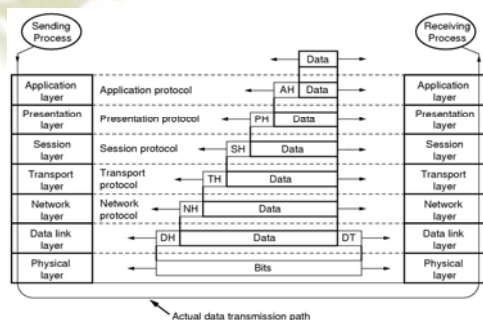 Sending
Process
Receiving
Process
Data
Application
layer
Application protocol
AH
Data
Application
layer
Presentation
layer
Presentation protocol
PH
Data
Presentation
layer
Session
layer
Session protocol
SH
Data
Session
layer
Transport
layer
Transport
protocol
TH
Data
Transport
layer
Network
layer
Network
protocol
NH
Data
Network
layer
Data link
layer
DH
Data
DT
Data link
layer
Physical
layer
Bits
Physical
layer
Actual data transmission path